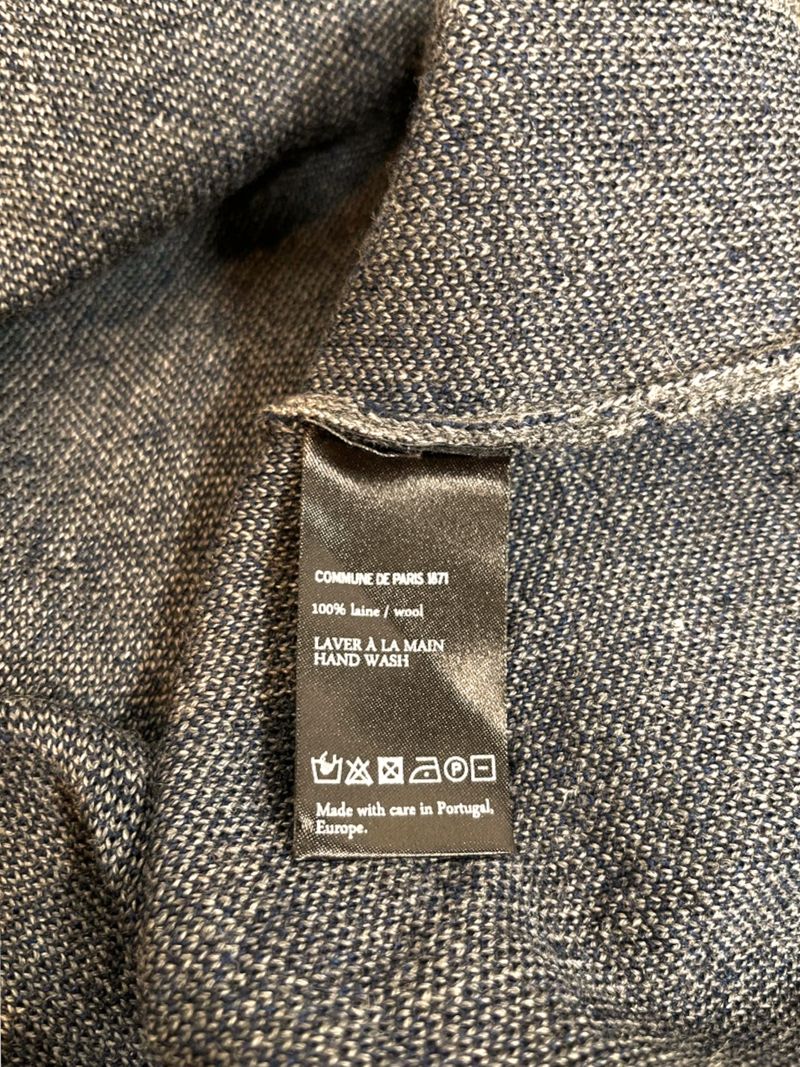 COMMUNE DE PARIS 1871
100% laine / wool
LAVER À LA MAIN
HAND WASH
P
Made with care in Portugal,
Europe.